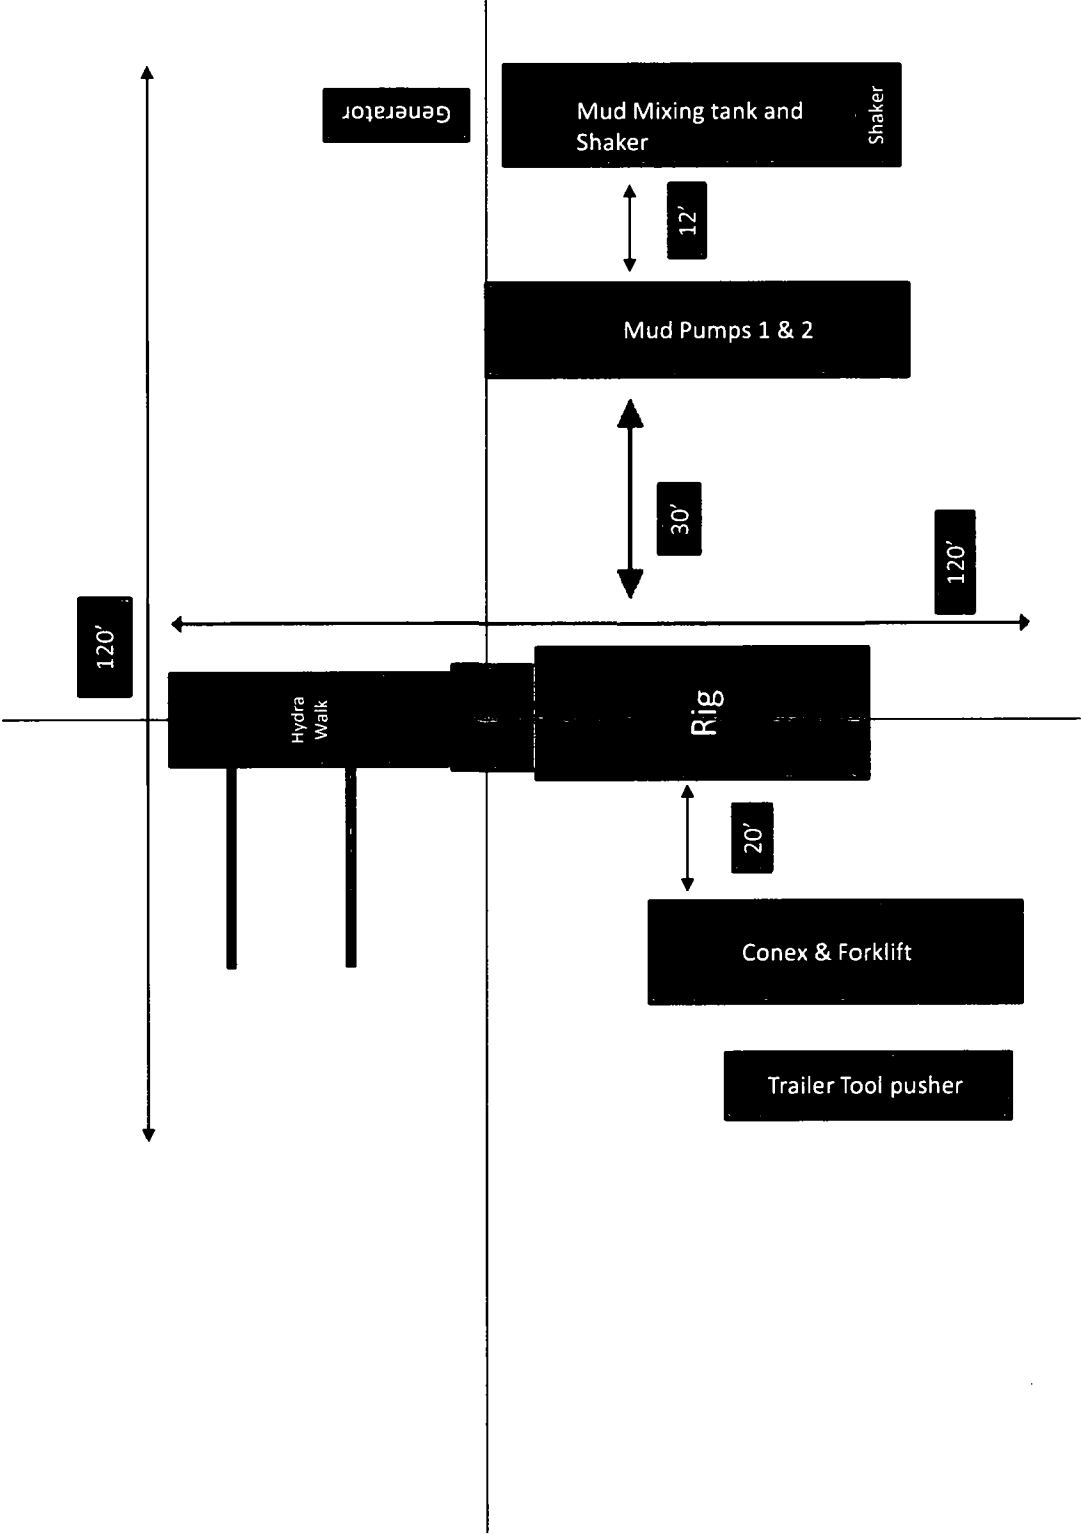 Generator
Mud Mixing tank and
Shaker
Shaker
12'
Mud Pumps 1 & 2
30'
120'
120'
Hydra
Walk
Rig
20'
Conex & Forklift
Trailer Tool pusher